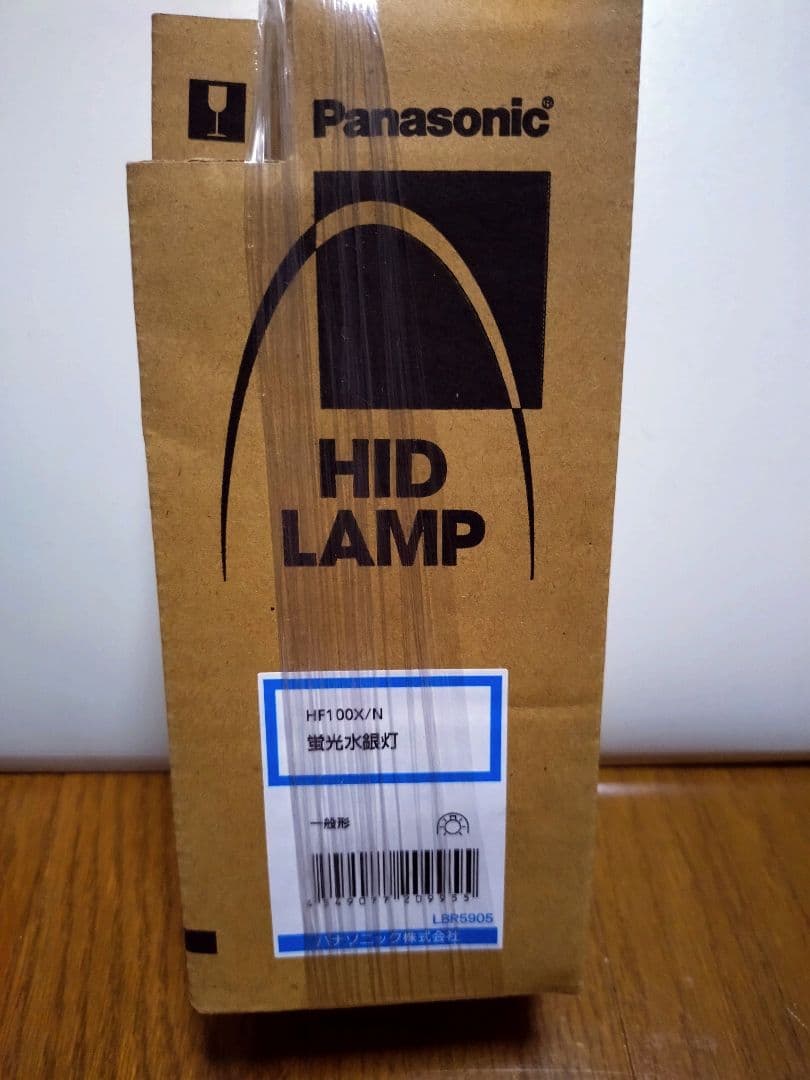 Panasonic®
HID
LAMP
HF100X/N
蛍光水銀灯
一般形
4549077209955
LBR5905
パナソニック株式会社